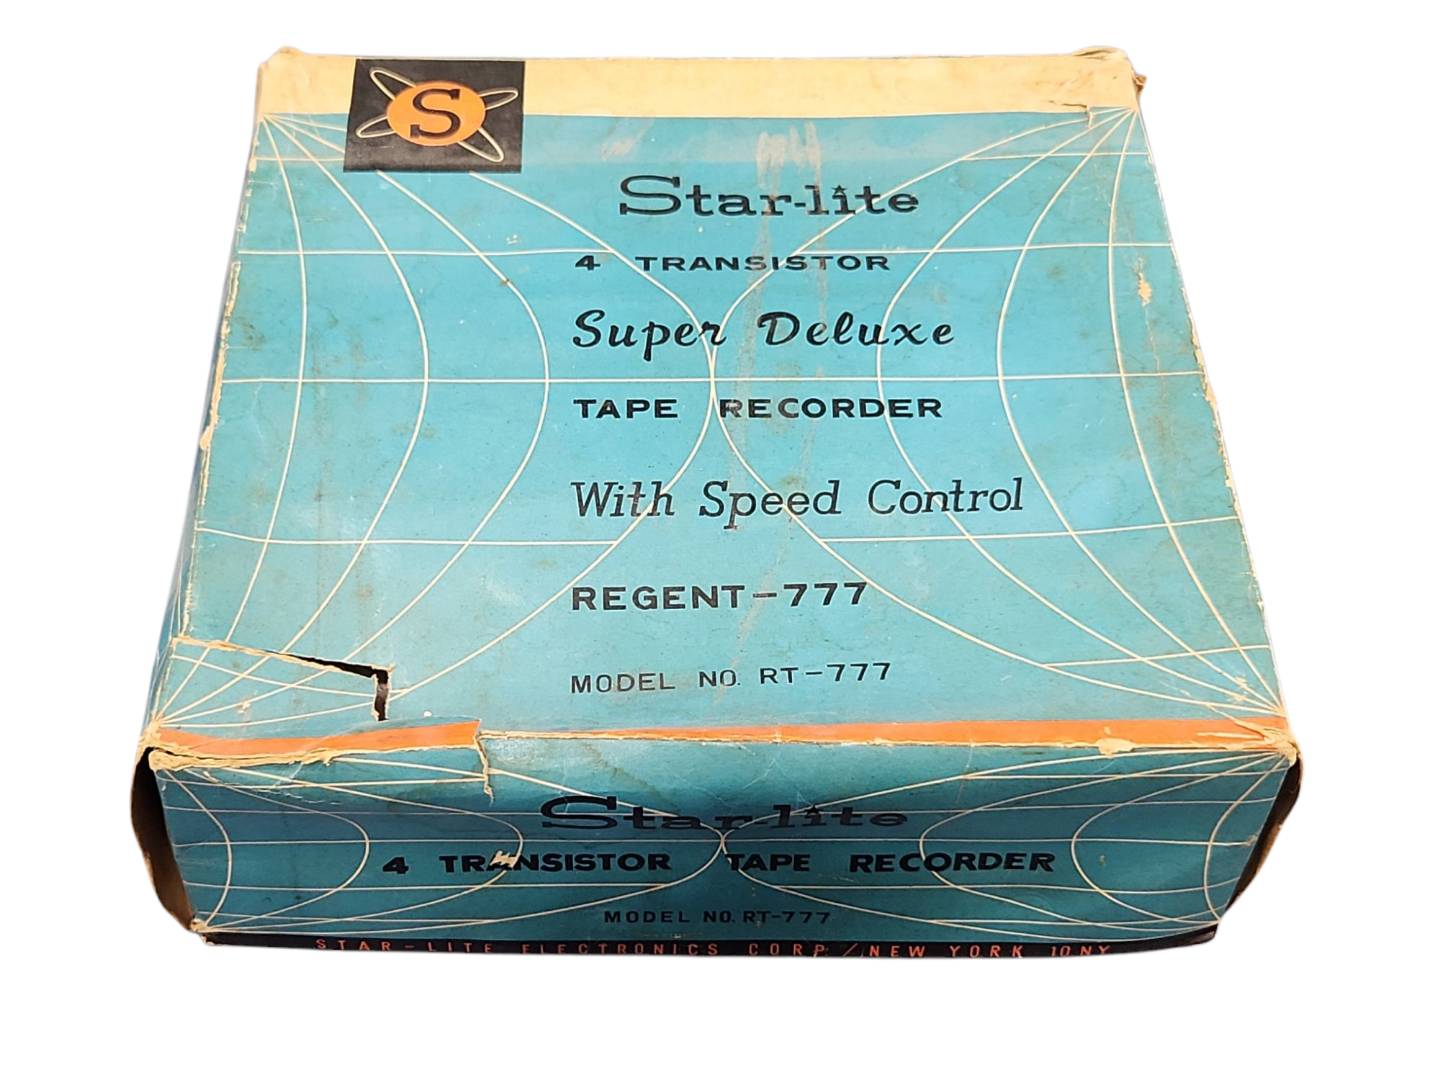 S
Star-lite
4 TRANSISTOR
Super Deluxe
TAPE RECORDER
With Speed Control
REGENT-777
MODEL NO. RT-777
Star-lite
4 TRANSISTOR TAPE RECORDER
MODEL NO. RT-777
STAR-LITE ELECTRONICS CORP./NEW YORK 10 NY